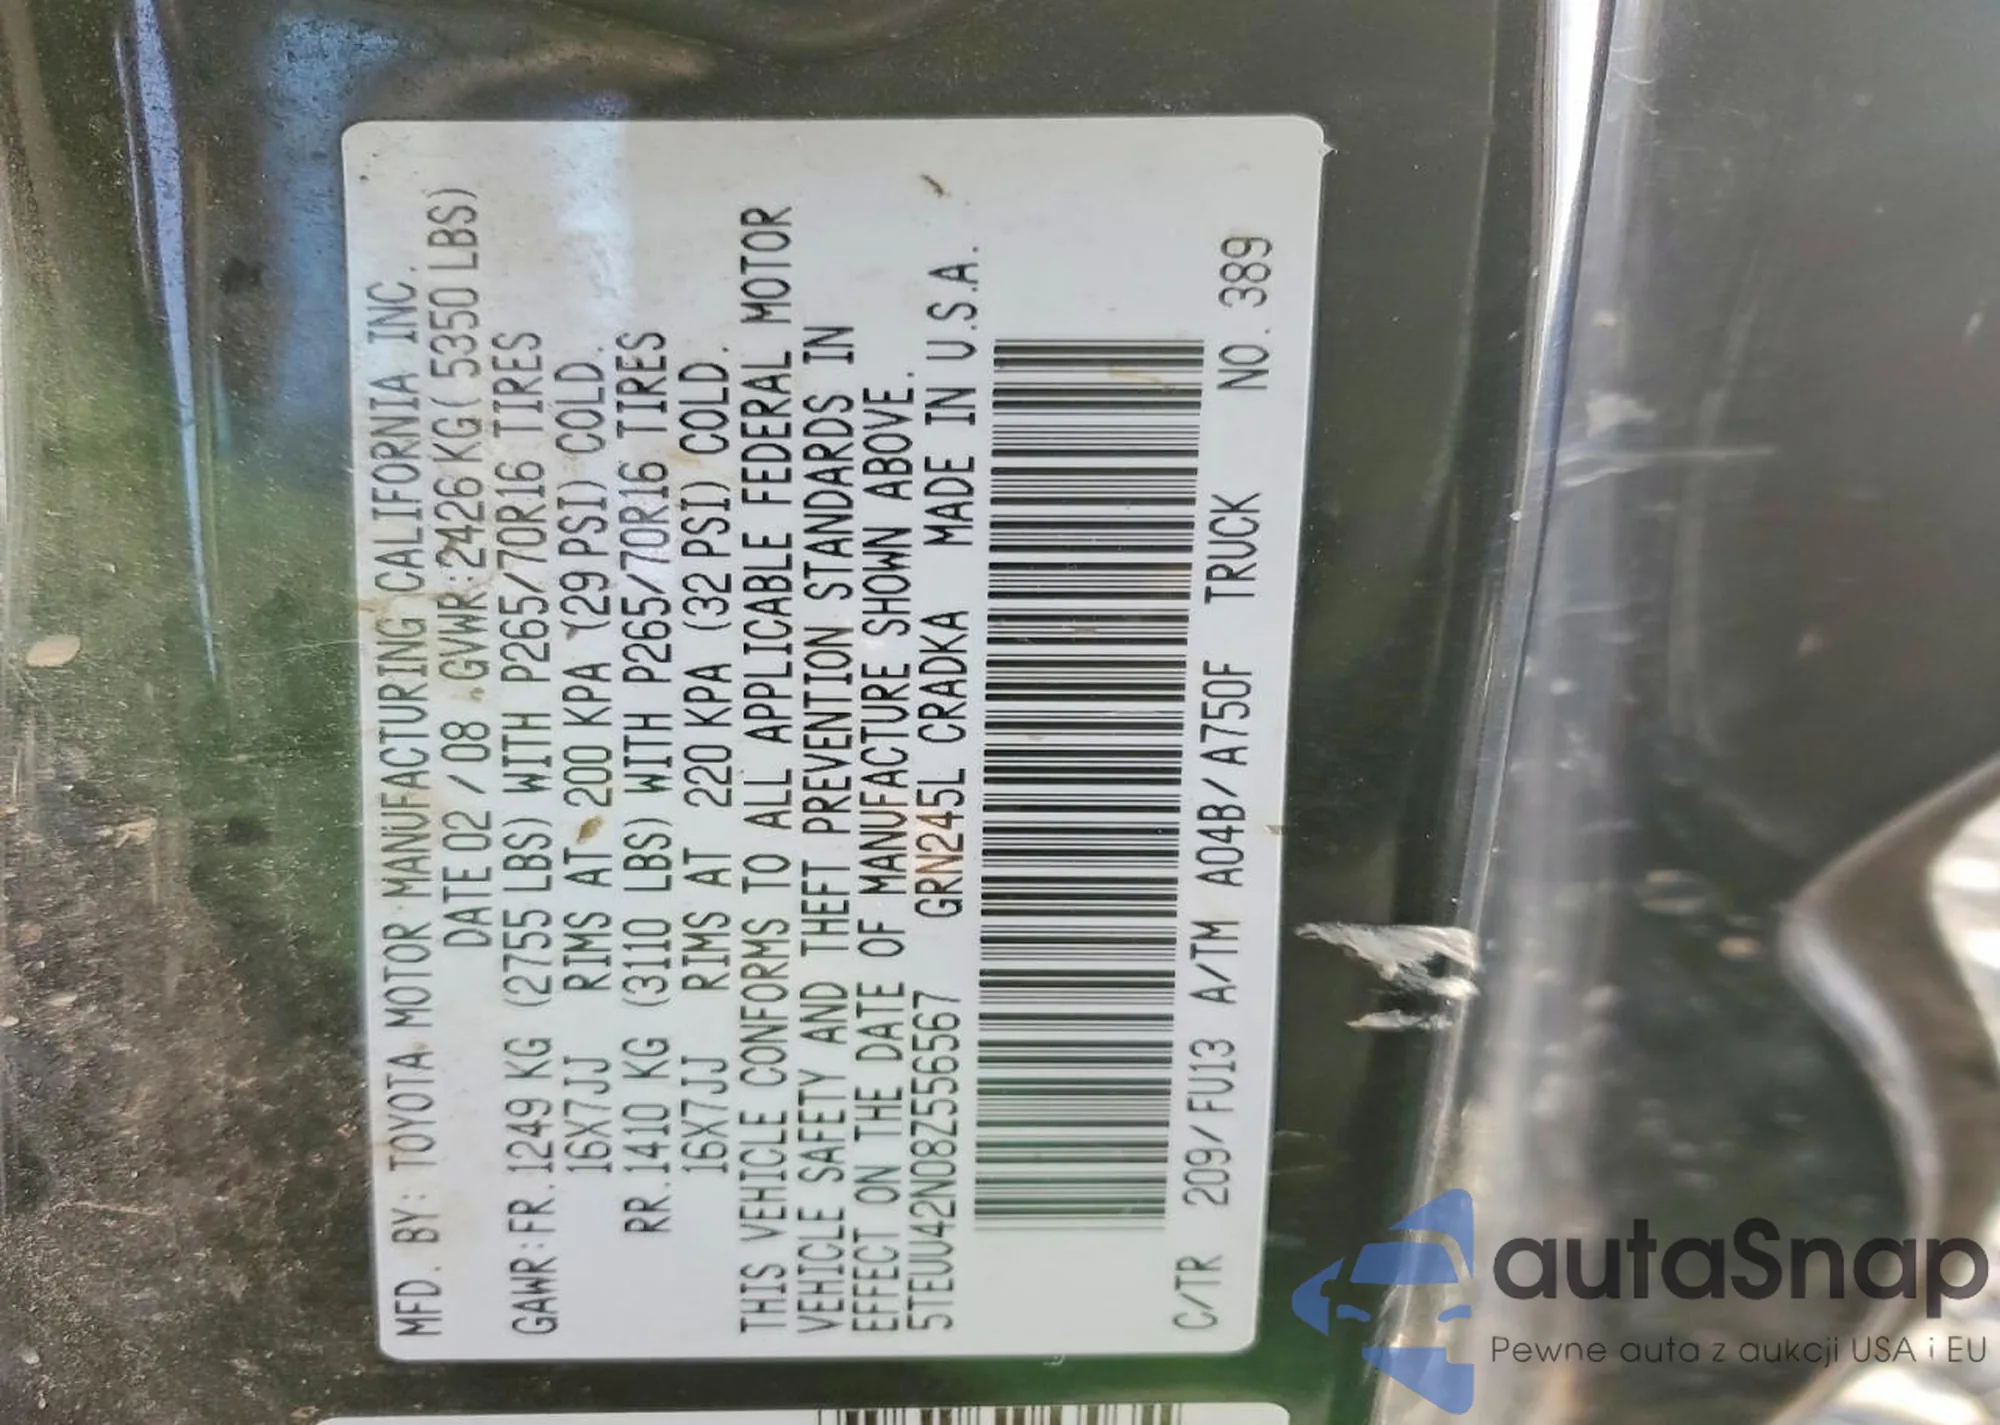 MFD. BY: TOYOTA MOTOR MANUFACTURING CALIFORNIA INC.
DATE 02 / 08 GVWR:2426 KG( 5350 LBS)
GAWR:FR.1249 KG (2755 LBS) WITH P265/70R16 TIRES
16X7JJ RIMS AT 200 KPA (29 PSI) COLD.
RR.1410 KG (3110 LBS) WITH P265/70R16 TIRES
16X7JJ RIMS AT 220 KPA (32 PSI) COLD.
THIS VEHICLE CONFORMS TO ALL APPLICABLE FEDERAL MOTOR
VEHICLE SAFETY AND THEFT PREVENTION STANDARDS IN
EFFECT ON THE DATE OF MANUFACTURE SHOWN ABOVE.
5TEUU42N08Z556567 GRN245L CRADKA MADE IN U.S.A.
C/TR 209/FU13 A/TM A04B/A750F TRUCK NO. 389
autaSnap
Pewne auta z aukcji USA i EU